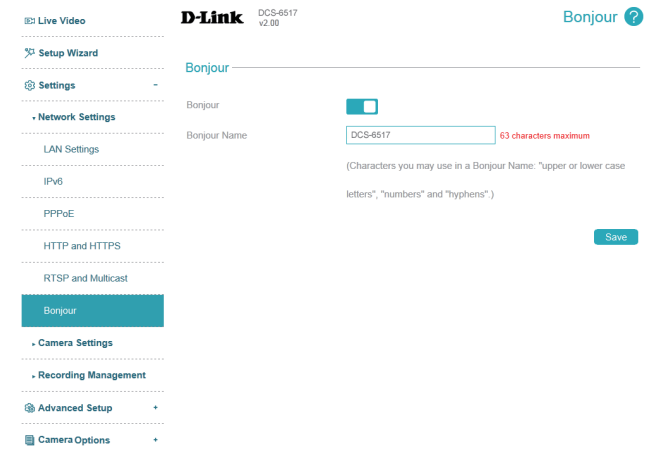 Live Video
Setup Wizard
Settings -
Network Settings
LAN Settings
IPv6
PPPoE
HTTP and HTTPS
RTSP and Multicast
Bonjour
Camera Settings
Recording Management
Advanced Setup +
Camera Options +
D-Link DCS-6517
v2.00
Bonjour ?
Bonjour
Bonjour
Bonjour Name DCS-6517 63 characters maximum
(Characters you may use in a Bonjour Name: "upper or lower case
letters", "numbers" and "hyphens".)
Save